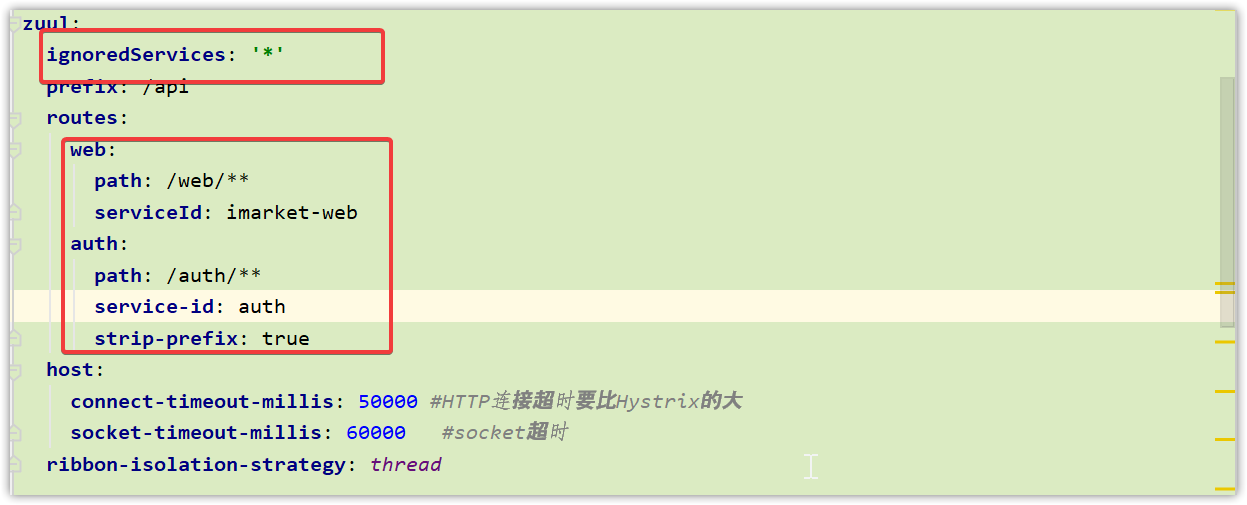 zuul:
ignoredServices: '*'
prefix: /api
routes:
web:
path: /web/**
serviceId: imarket-web
auth:
path: /auth/**
service-id: auth
strip-prefix: true
host:
connect-timeout-millis: 50000 #HTTP连接超时要比Hystrix的大
socket-timeout-millis: 60000 #socket超时
ribbon-isolation-strategy: thread